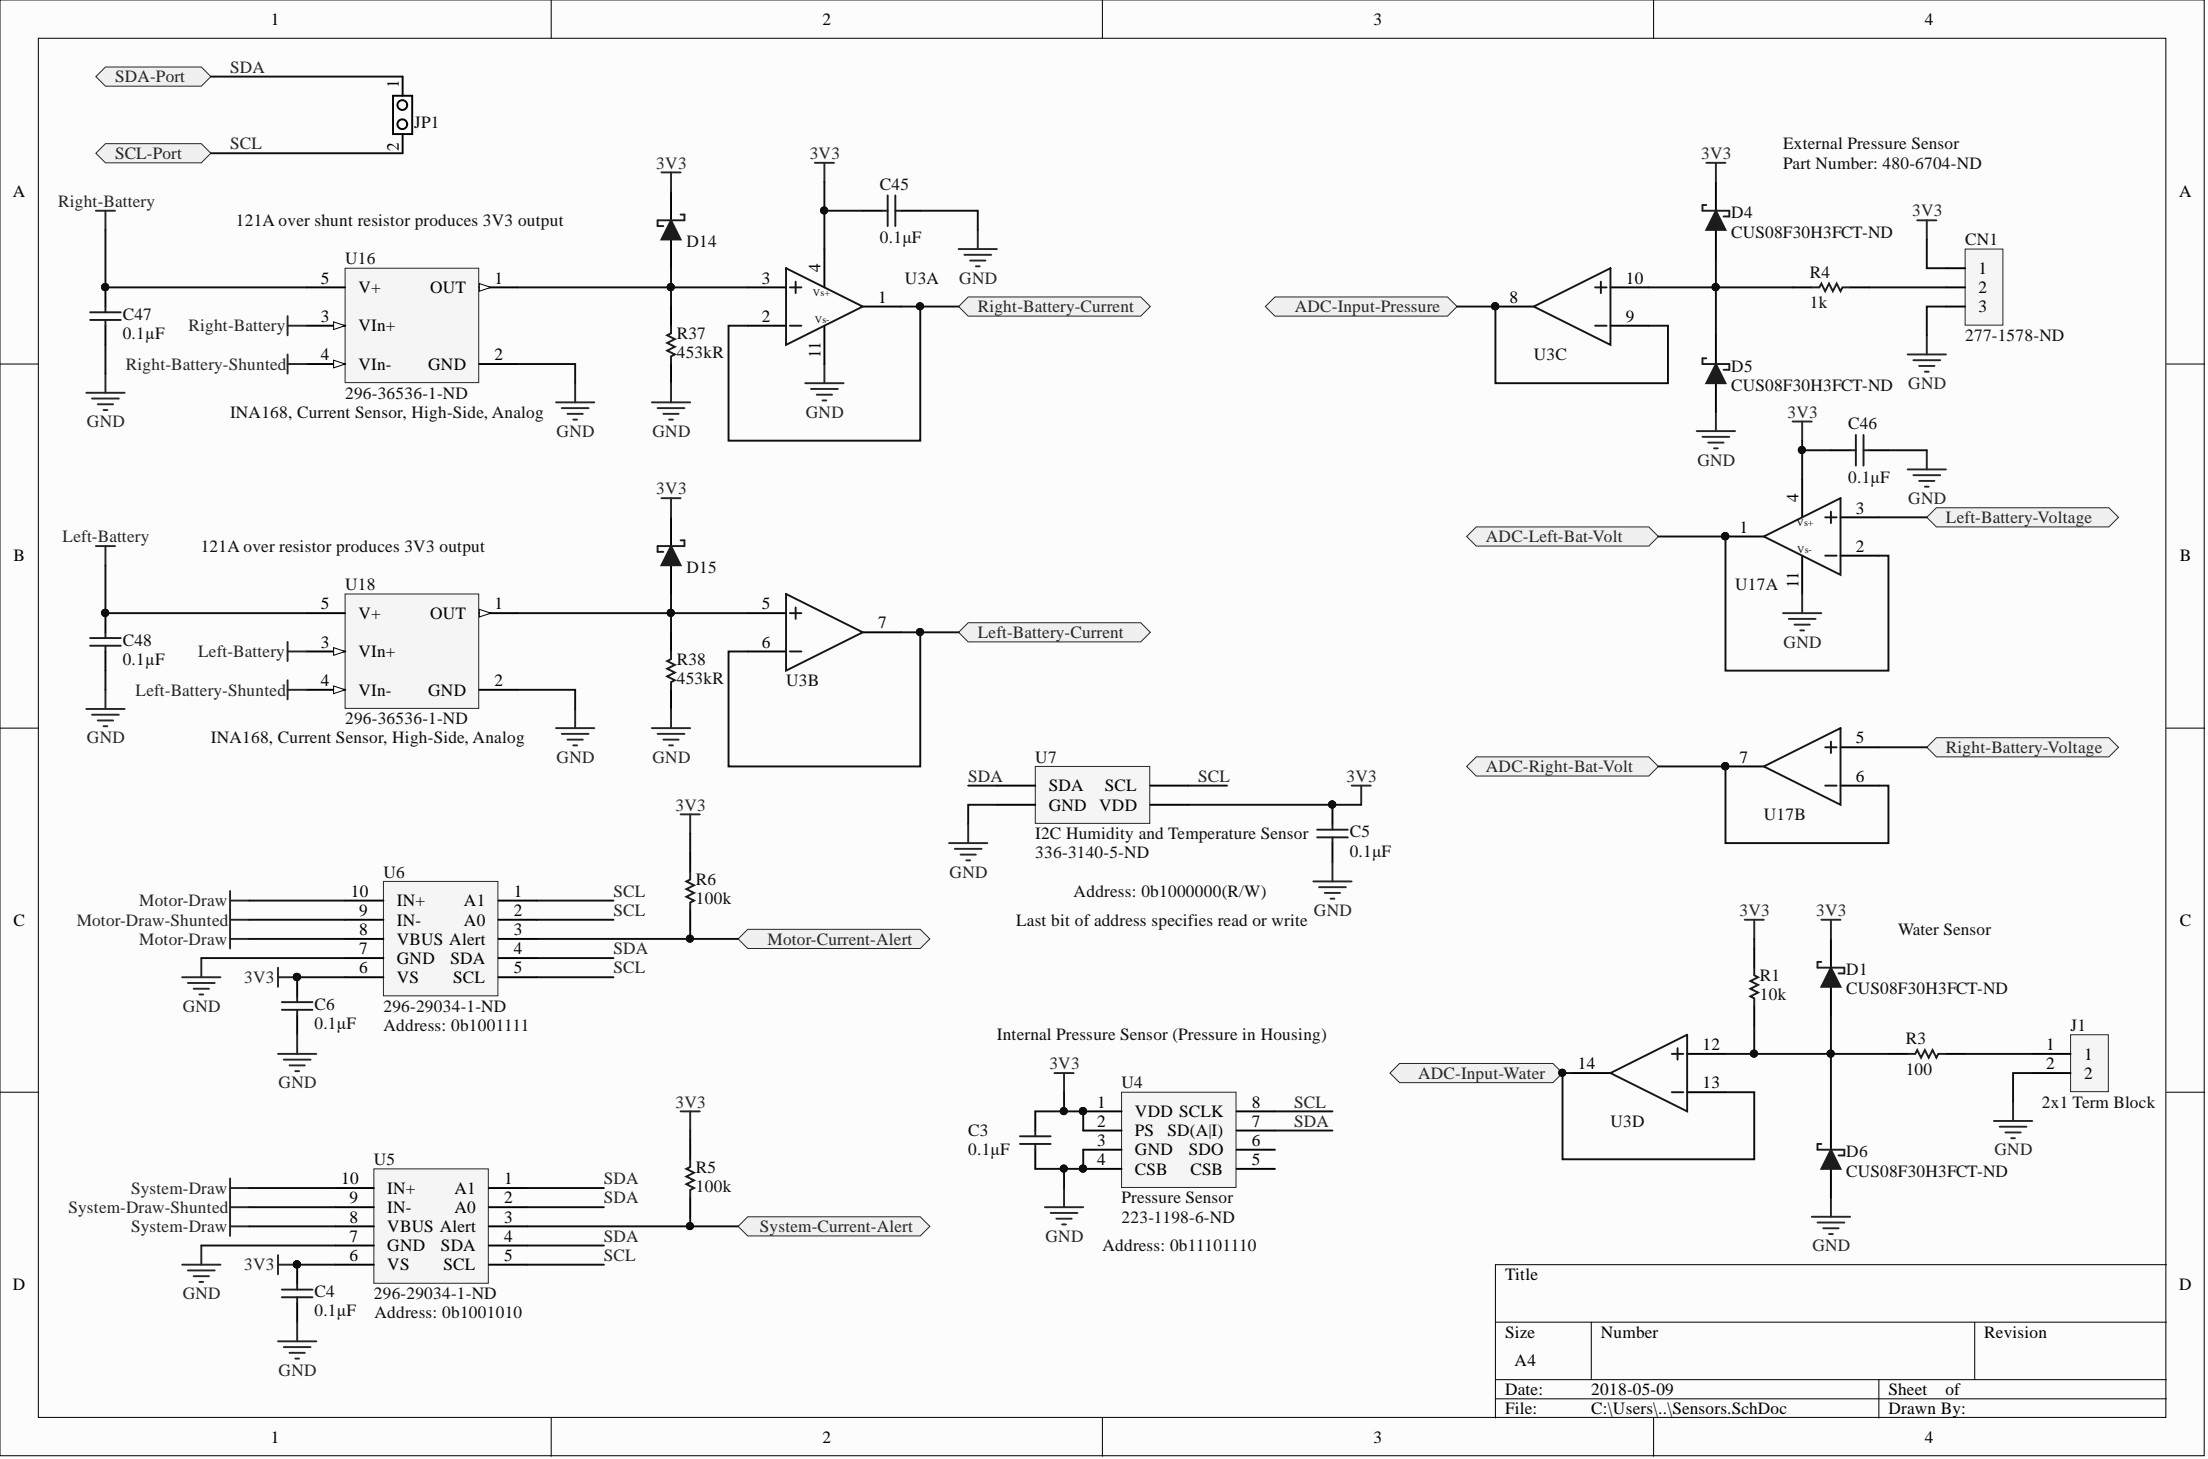 1 2 3 4
A
B
C
D
A
B
C
D
1 2 3 4
SDA-Port SDA
1
JP1
2
SCL-Port SCL
Right-Battery
121A over shunt resistor produces 3V3 output
U16
5 V+ OUT 1
C47
0.1µF
Right-Battery 3 VIn+
Right-Battery-Shunted 4 VIn- GND 2
296-36536-1-ND
INA168, Current Sensor, High-Side, Analog
GND
GND
3V3
D14
R37
453kR
GND
3V3
C45
0.1µF
GND
U3A
3
2
4
Vs+
Vs-
11
1
GND
Right-Battery-Current
Left-Battery
121A over resistor produces 3V3 output
U18
5 V+ OUT 1
C48
0.1µF
Left-Battery 3 VIn+
Left-Battery-Shunted 4 VIn- GND 2
296-36536-1-ND
INA168, Current Sensor, High-Side, Analog
GND
GND
3V3
D15
R38
453kR
GND
5
6
7
U3B
Left-Battery-Current
U6
Motor-Draw 10 IN+ A1 1 SCL
Motor-Draw-Shunted 9 IN- A0 2 SCL
Motor-Draw 8 VBUS Alert 3
7 GND SDA 4 SDA
3V3 6 VS SCL 5 SCL
GND
C6
0.1µF
GND
296-29034-1-ND
Address: 0b1001111
3V3
R6
100k
Motor-Current-Alert
U5
System-Draw 10 IN+ A1 1 SDA
System-Draw-Shunted 9 IN- A0 2 SDA
System-Draw 8 VBUS Alert 3
7 GND SDA 4 SDA
3V3 6 VS SCL 5 SCL
GND
C4
0.1µF
GND
296-29034-1-ND
Address: 0b1001010
3V3
R5
100k
System-Current-Alert
U7
SDA SDA SCL SCL
GND VDD
3V3
I2C Humidity and Temperature Sensor
336-3140-5-ND
GND
C5
0.1µF
GND
Address: 0b1000000(R/W)
Last bit of address specifies read or write
Internal Pressure Sensor (Pressure in Housing)
3V3
U4
1 VDD SCLK 8 SCL
2 PS SD(A|I) 7 SDA
3 GND SDO 6
4 CSB CSB 5
C3
0.1µF
GND
Pressure Sensor
223-1198-6-ND
Address: 0b11101110
External Pressure Sensor
Part Number: 480-6704-ND
3V3
D4
CUS08F30H3FCT-ND
3V3
CN1
1
2
3
277-1578-ND
GND
R4
1k
ADC-Input-Pressure
8
10
9
U3C
D5
CUS08F30H3FCT-ND
GND
3V3
C46
0.1µF
GND
ADC-Left-Bat-Volt
1
4
Vs+
Vs-
11
3
2
Left-Battery-Voltage
U17A
GND
ADC-Right-Bat-Volt
7
5
6
Right-Battery-Voltage
U17B
3V3
3V3
Water Sensor
R1
10k
D1
CUS08F30H3FCT-ND
ADC-Input-Water
14
12
13
U3D
R3
100
J1
1 1
2 2
2x1 Term Block
GND
D6
CUS08F30H3FCT-ND
GND
Title
Size Number Revision
A4
Date: 2018-05-09 Sheet of
File: C:\Users\..\Sensors.SchDoc Drawn By: